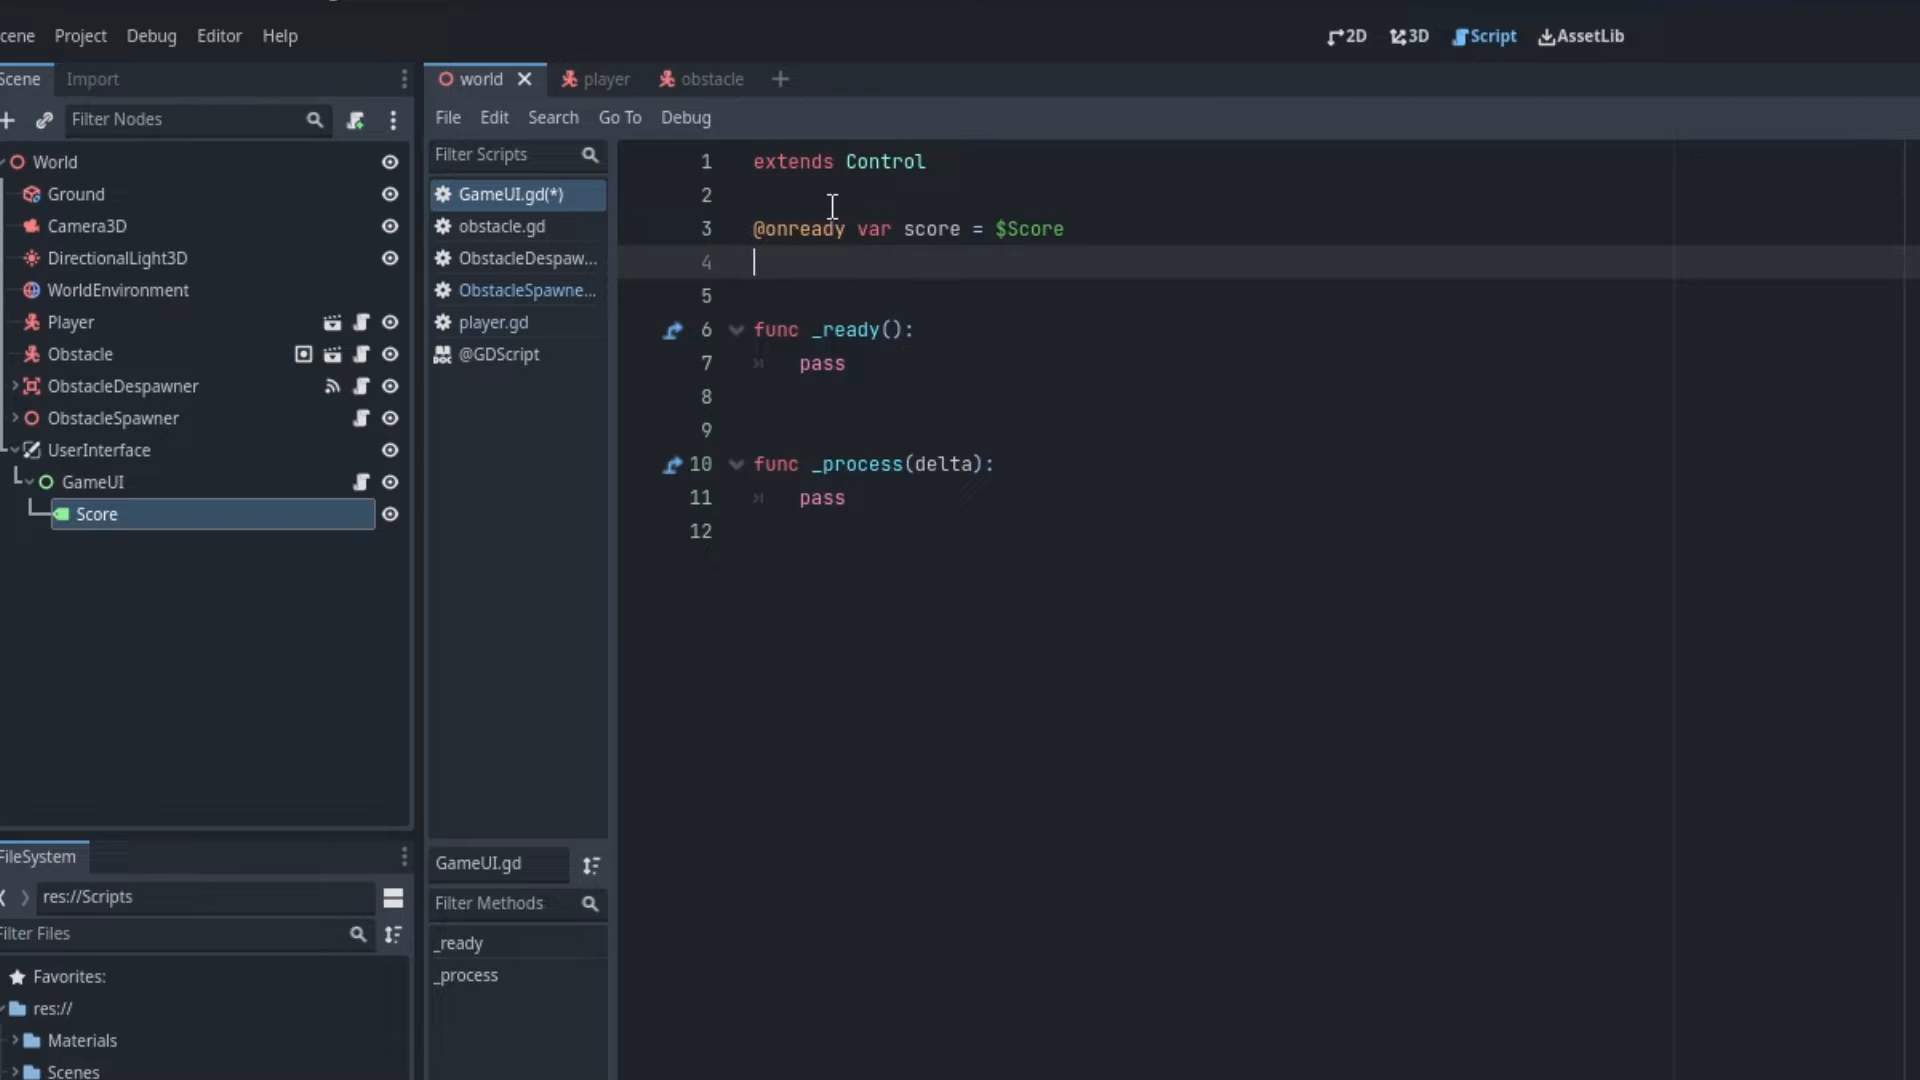 cene Project Debug Editor Help
2D 3D Script AssetLib
Scene Import
Filter Nodes
World
Ground
Camera3D
DirectionalLight3D
WorldEnvironment
Player
Obstacle
ObstacleDespawner
ObstacleSpawner
UserInterface
GameUI
Score
FileSystem
res://Scripts
Filter Files
Favorites:
res://
Materials
Scenes
world player obstacle
File Edit Search Go To Debug
Filter Scripts
GameUI.gd(*)
obstacle.gd
ObstacleDespaw...
ObstacleSpawne...
player.gd
@GDScript
GameUI.gd
Filter Methods
_ready
_process
1 extends Control
2
3 @onready var score = $Score
4
5
6 func _ready():
7 pass
8
9
10 func _process(delta):
11 pass
12